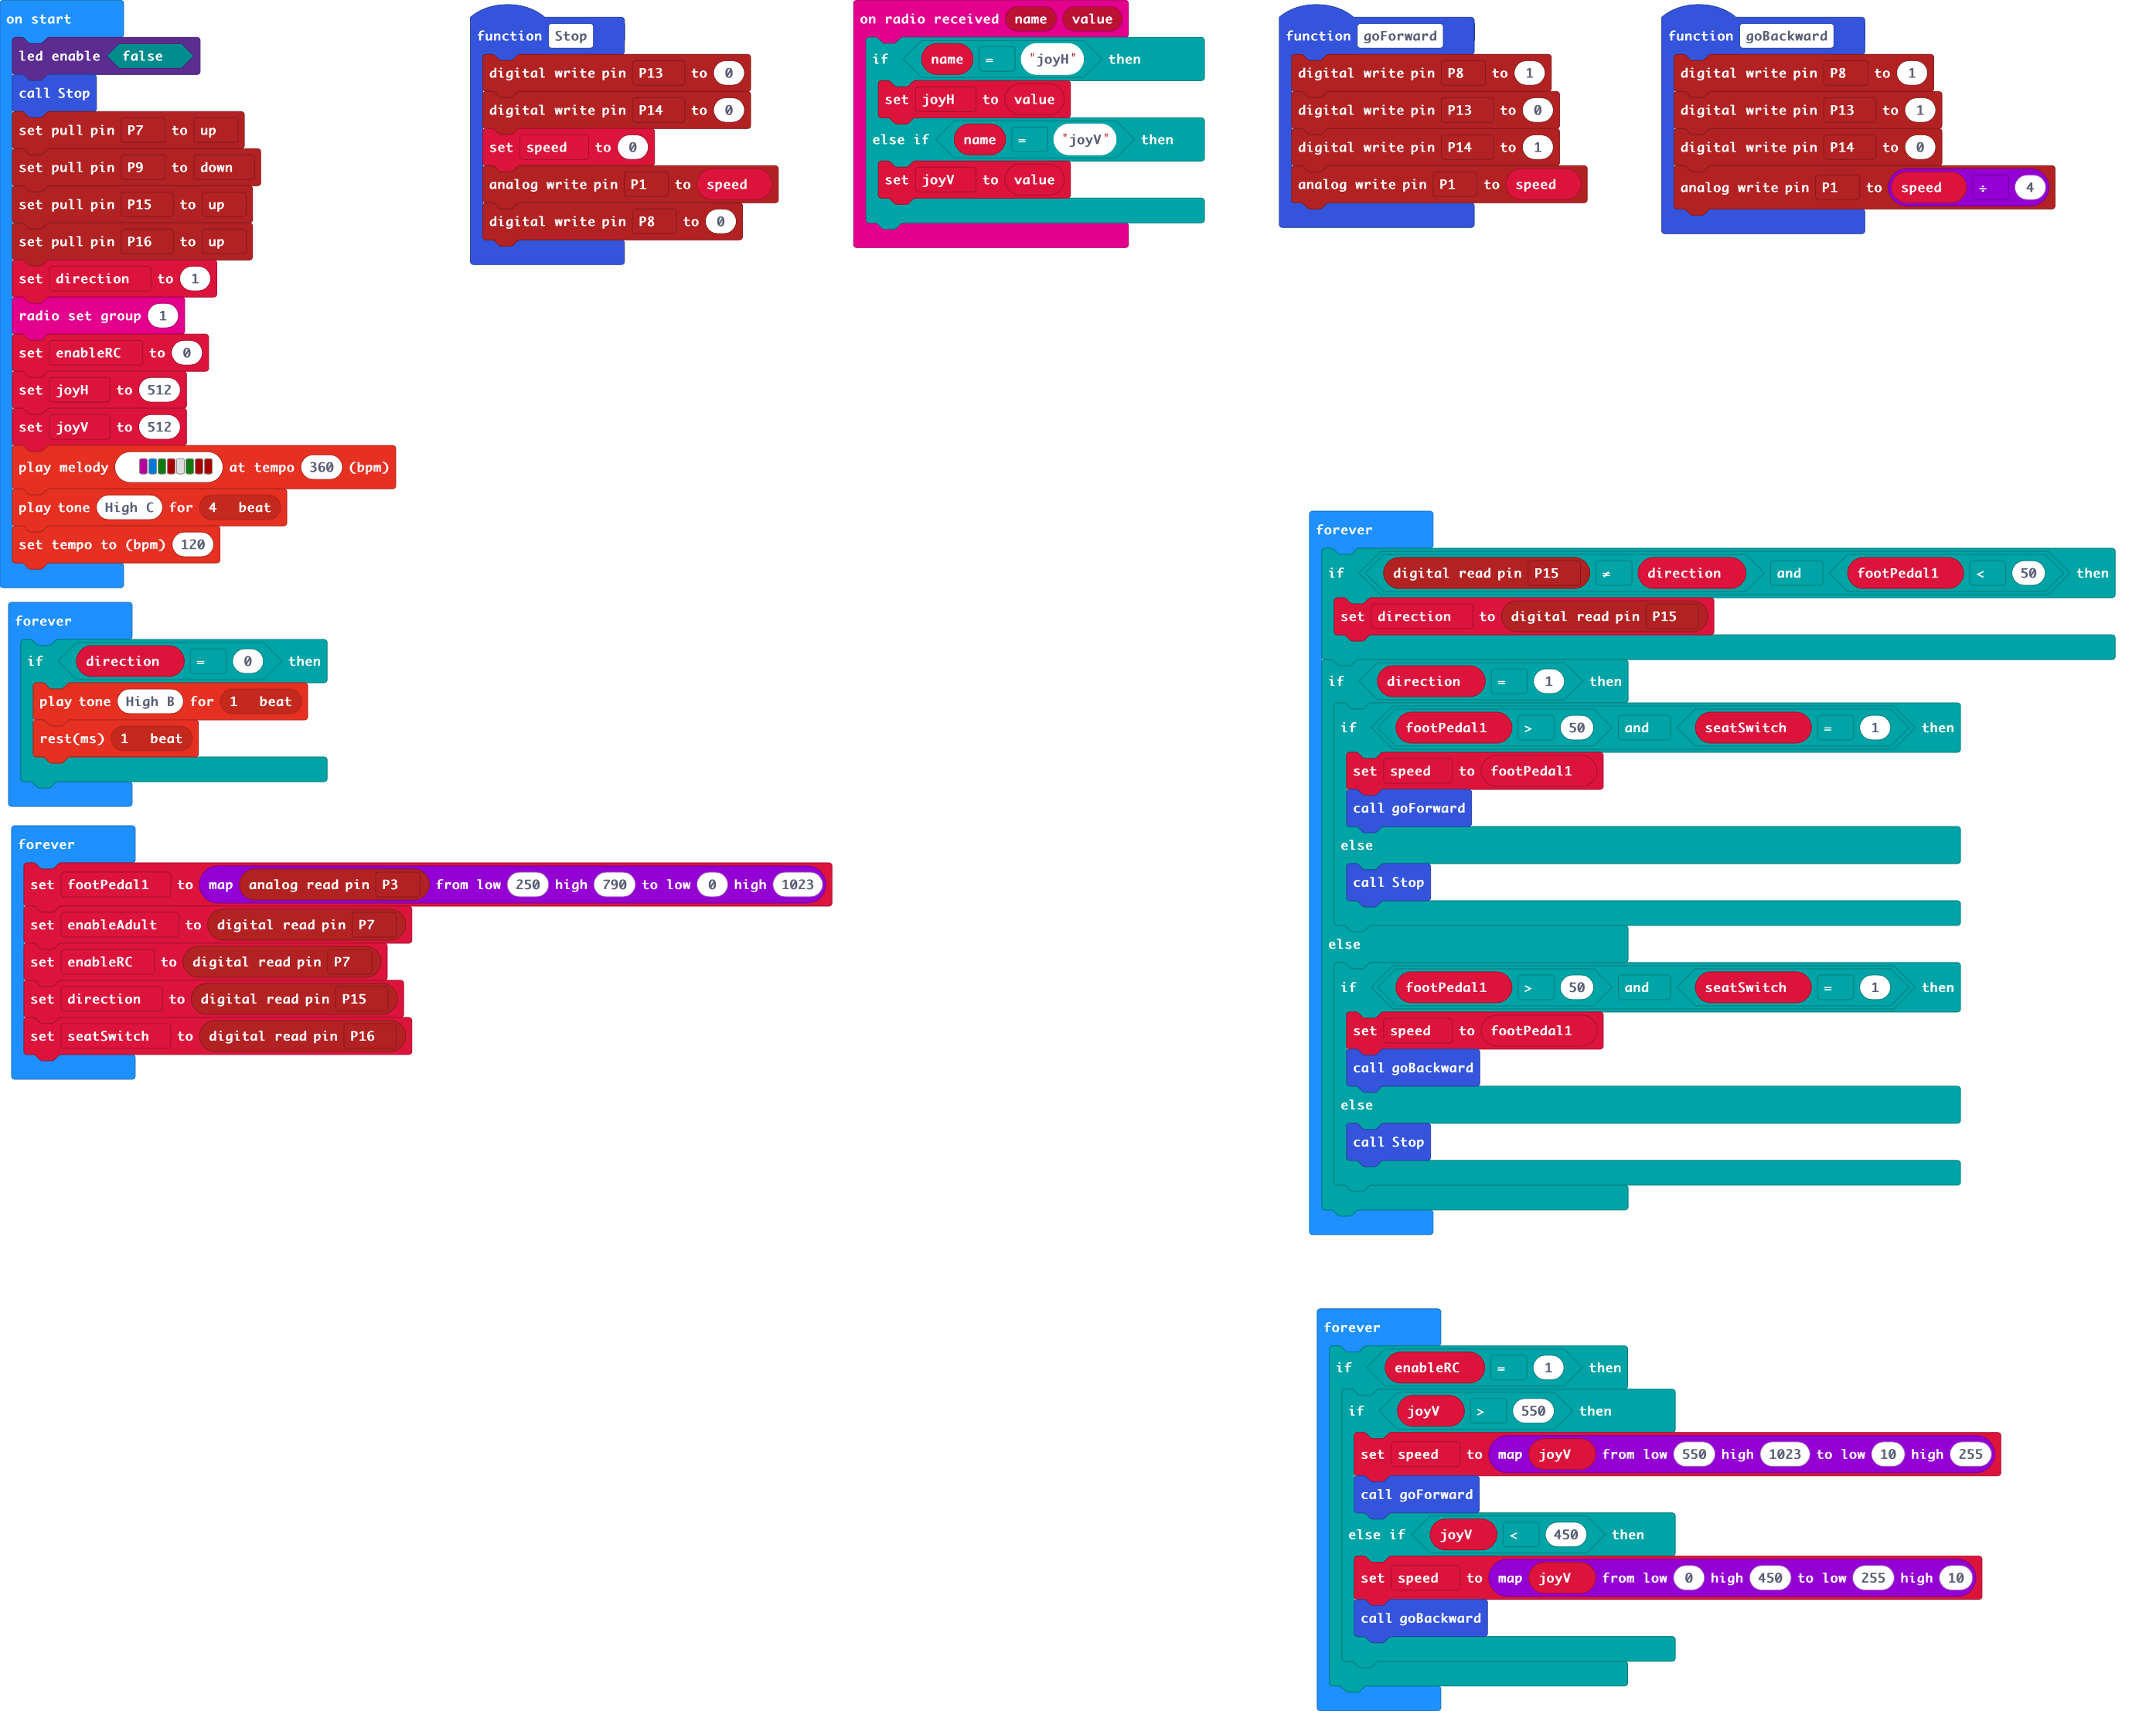 on start
led enable false
call Stop
set pull pin P7 to up
set pull pin P9 to down
set pull pin P15 to up
set pull pin P16 to up
set direction to 1
radio set group 1
set enableRC to 0
set joyH to 512
set joyV to 512
play melody at tempo 360 (bpm)
play tone High C for 4 beat
set tempo to (bpm) 120
function Stop
digital write pin P13 to 0
digital write pin P14 to 0
set speed to 0
analog write pin P1 to speed
digital write pin P8 to 0
on radio received name value
if name = "joyH" then
set joyH to value
else if name = "joyV" then
set joyV to value
function goForward
digital write pin P8 to 1
digital write pin P13 to 0
digital write pin P14 to 1
analog write pin P1 to speed
function goBackward
digital write pin P8 to 1
digital write pin P13 to 1
digital write pin P14 to 0
analog write pin P1 to speed ÷ 4
forever
if direction = 0 then
play tone High B for 1 beat
rest(ms) 1 beat
forever
set footPedal1 to map analog read pin P3 from low 250 high 790 to low 0 high 1023
set enableAdult to digital read pin P7
set enableRC to digital read pin P7
set direction to digital read pin P15
set seatSwitch to digital read pin P16
forever
if digital read pin P15 ≠ direction and footPedal1 < 50 then
set direction to digital read pin P15
if direction = 1 then
if footPedal1 > 50 and seatSwitch = 1 then
set speed to footPedal1
call goForward
else
call Stop
else
if footPedal1 > 50 and seatSwitch = 1 then
set speed to footPedal1
call goBackward
else
call Stop
forever
if enableRC = 1 then
if joyV > 550 then
set speed to map joyV from low 550 high 1023 to low 10 high 255
call goForward
else if joyV < 450 then
set speed to map joyV from low 0 high 450 to low 255 high 10
call goBackward